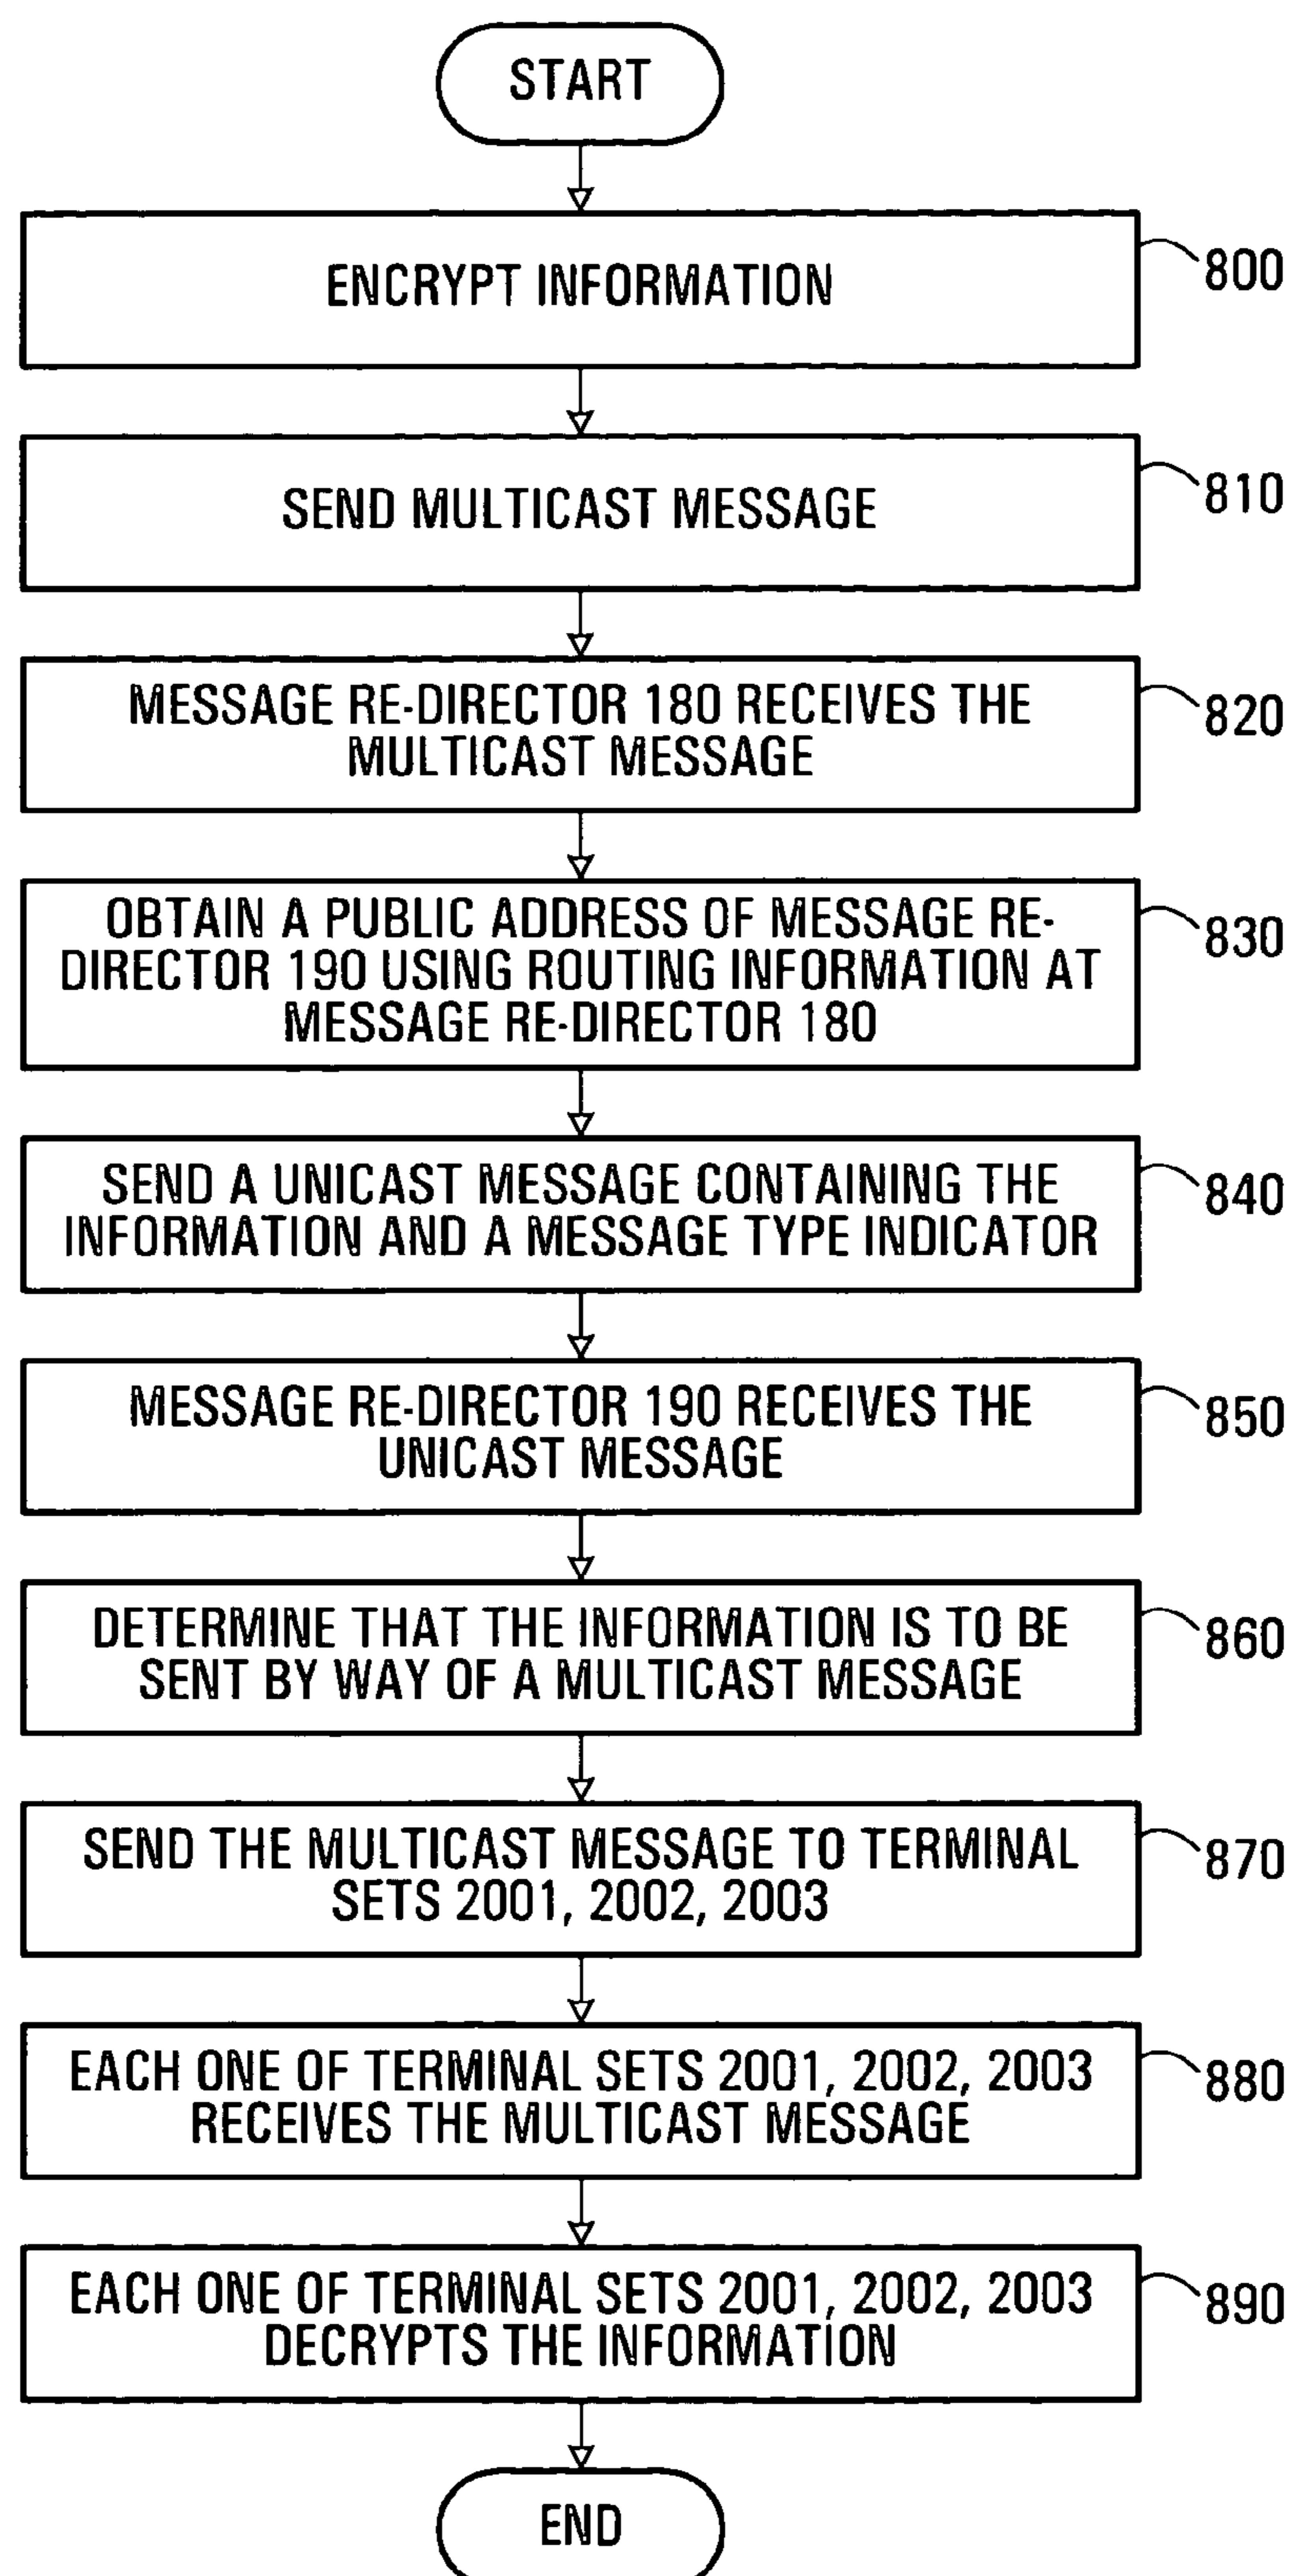 START
ENCRYPT INFORMATION
800
SEND MULTICAST MESSAGE
810
MESSAGE RE-DIRECTOR 180 RECEIVES THE
MULTICAST MESSAGE
820
OBTAIN A PUBLIC ADDRESS OF MESSAGE RE-
DIRECTOR 190 USING ROUTING INFORMATION AT
MESSAGE RE-DIRECTOR 180
830
SEND A UNICAST MESSAGE CONTAINING THE
INFORMATION AND A MESSAGE TYPE INDICATOR
840
MESSAGE RE-DIRECTOR 190 RECEIVES THE
UNICAST MESSAGE
850
DETERMINE THAT THE INFORMATION IS TO BE
SENT BY WAY OF A MULTICAST MESSAGE
860
SEND THE MULTICAST MESSAGE TO TERMINAL
SETS 2001, 2002, 2003
870
EACH ONE OF TERMINAL SETS 2001, 2002, 2003
RECEIVES THE MULTICAST MESSAGE
880
EACH ONE OF TERMINAL SETS 2001, 2002, 2003
DECRYPTS THE INFORMATION
890
END